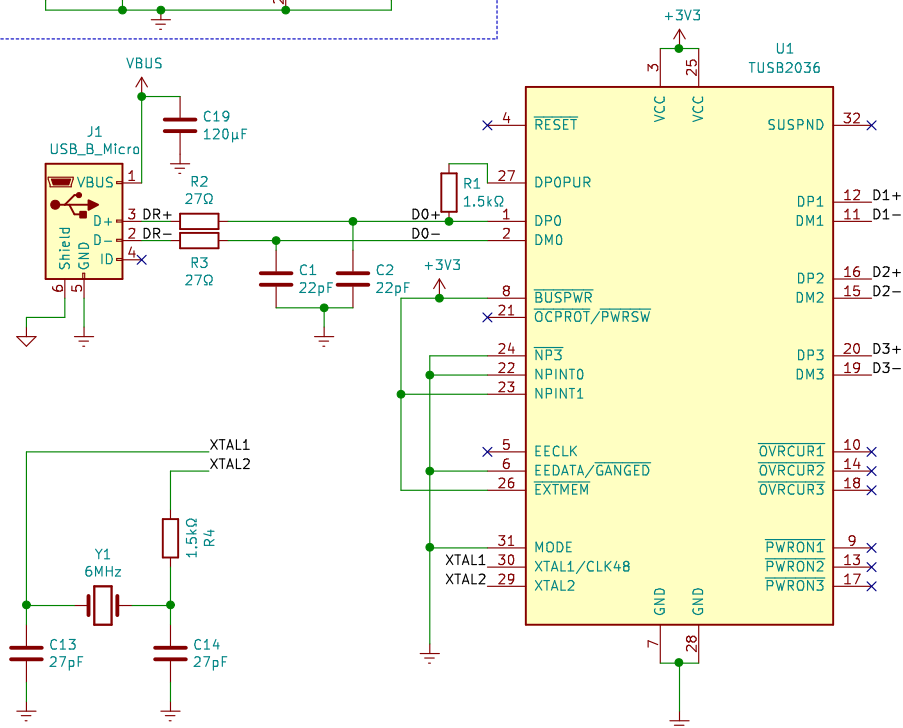 +3V3
U1
TUSB2036
3
VCC
25
VCC
VBUS
C19
120µF
J1
USB_B_Micro
VBUS
1
D+
3
DR+
D-
2
DR-
ID
4
Shield
GND
6
5
R2
27Ω
R3
27Ω
C1
22pF
C2
22pF
R1
1.5kΩ
D0+
D0-
+3V3
4
RESET
27
DP0PUR
1
DP0
2
DM0
8
BUSPWR
21
OCPROT/PWRSW
24
NP3
22
NPINT0
23
NPINT1
5
EECLK
6
EEDATA/GANGED
26
EXTMEM
31
MODE
XTAL1
30
XTAL1/CLK48
XTAL2
29
XTAL2
SUSPND
32
DP1
12
D1+
DM1
11
D1-
DP2
16
D2+
DM2
15
D2-
DP3
20
D3+
DM3
19
D3-
OVRCUR1
10
OVRCUR2
14
OVRCUR3
18
PWRON1
9
PWRON2
13
PWRON3
17
GND
7
GND
28
XTAL1
XTAL2
1.5kΩ
R4
Y1
6MHz
C13
27pF
C14
27pF